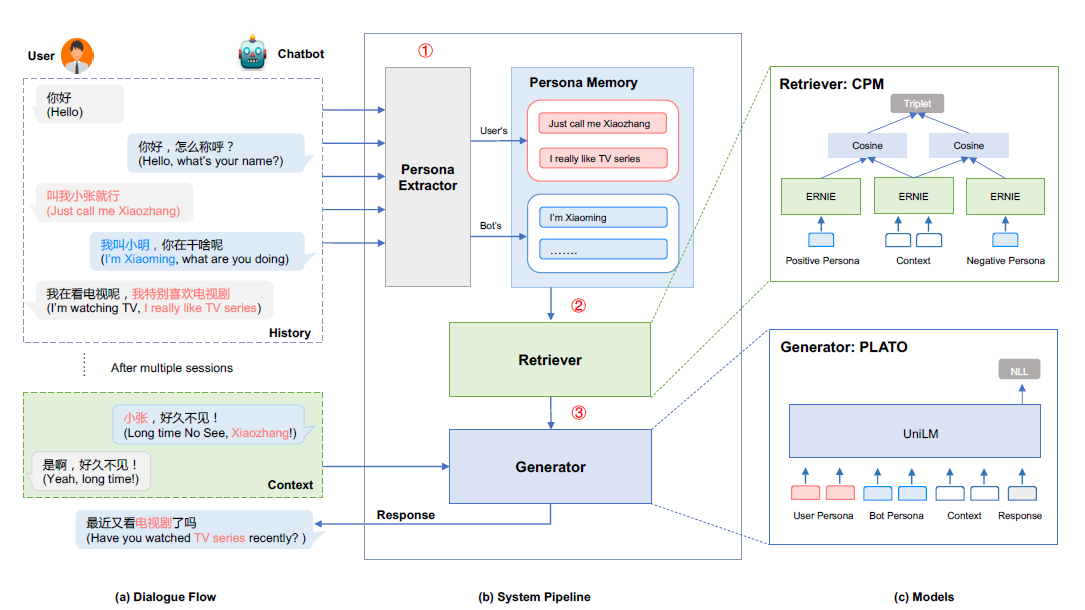 User
Chatbot
你好
(Hello)
你好，怎么称呼？
(Hello, what's your name?)
叫我小张就行
(Just call me Xiaozhang)
我叫小明，你在干啥呢
(I'm Xiaoming, what are you doing)
我在看电视呢，我特别喜欢电视剧
(I'm watching TV, I really like TV series)
History
After multiple sessions
小张，好久不见！
(Long time No See, Xiaozhang!)
是啊，好久不见！
(Yeah, long time!)
Context
最近又看电视剧了吗
(Have you watched TV series recently? )
(a) Dialogue Flow
①
Persona
Extractor
User's
Bot's
Persona Memory
Just call me Xiaozhang
I really like TV series
I'm Xiaoming
…….
②
Retriever
③
Generator
Response
(b) System Pipeline
Retriever: CPM
Triplet
Cosine
Cosine
ERNIE
ERNIE
ERNIE
Positive Persona
Context
Negative Persona
Generator: PLATO
NLL
UniLM
User Persona
Bot Persona
Context
Response
(c) Models